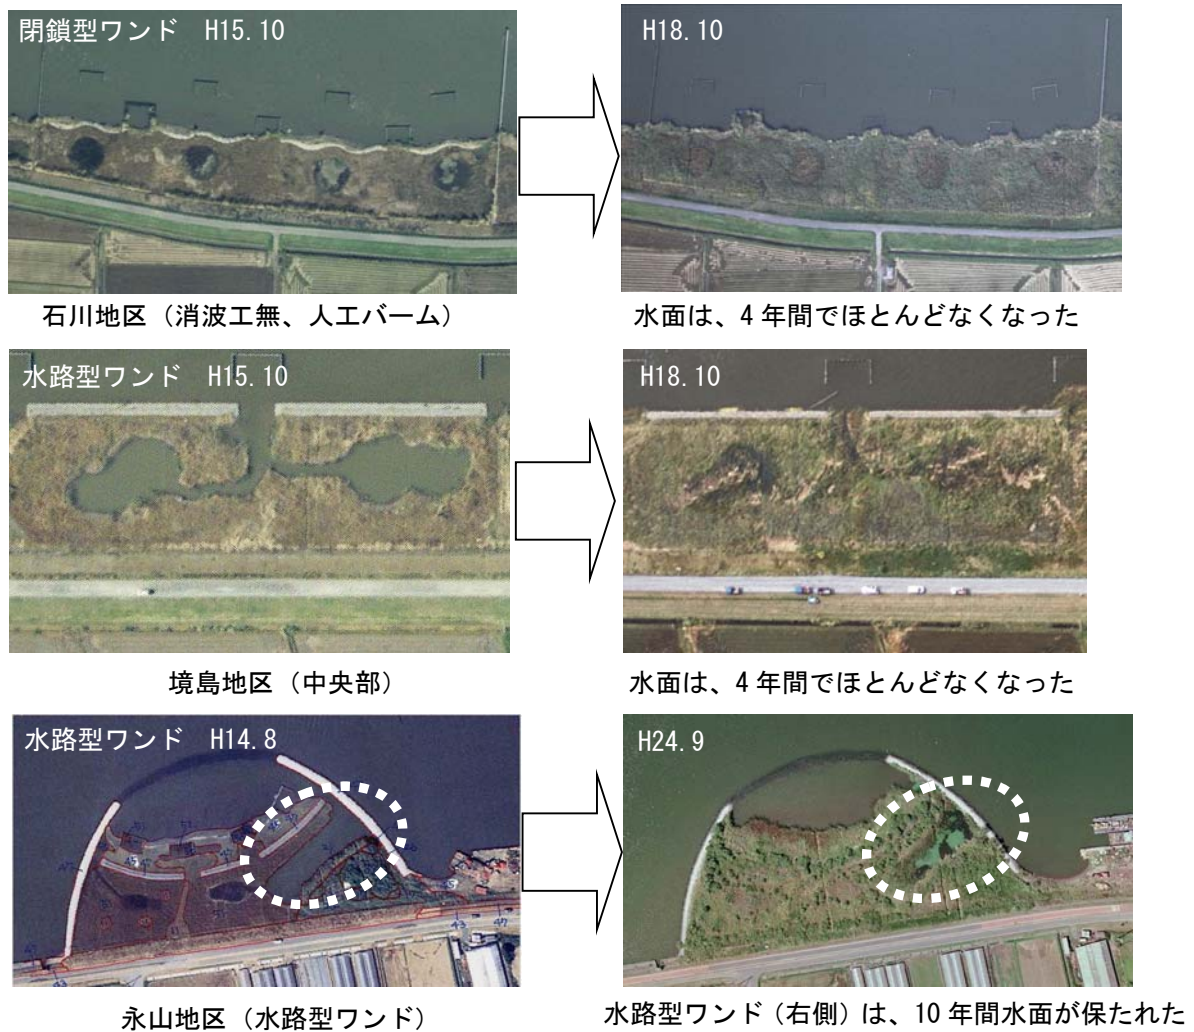 閉鎖型ワンド H15.10
H18.10
石川地区（消波工無、人工バーム）
水面は、4年間でほとんどなくなった
水路型ワンド H15.10
H18.10
境島地区（中央部）
水面は、4年間でほとんどなくなった
水路型ワンド H14.8
H24.9
永山地区（水路型ワンド）
水路型ワンド（右側）は、10年間水面が保たれた